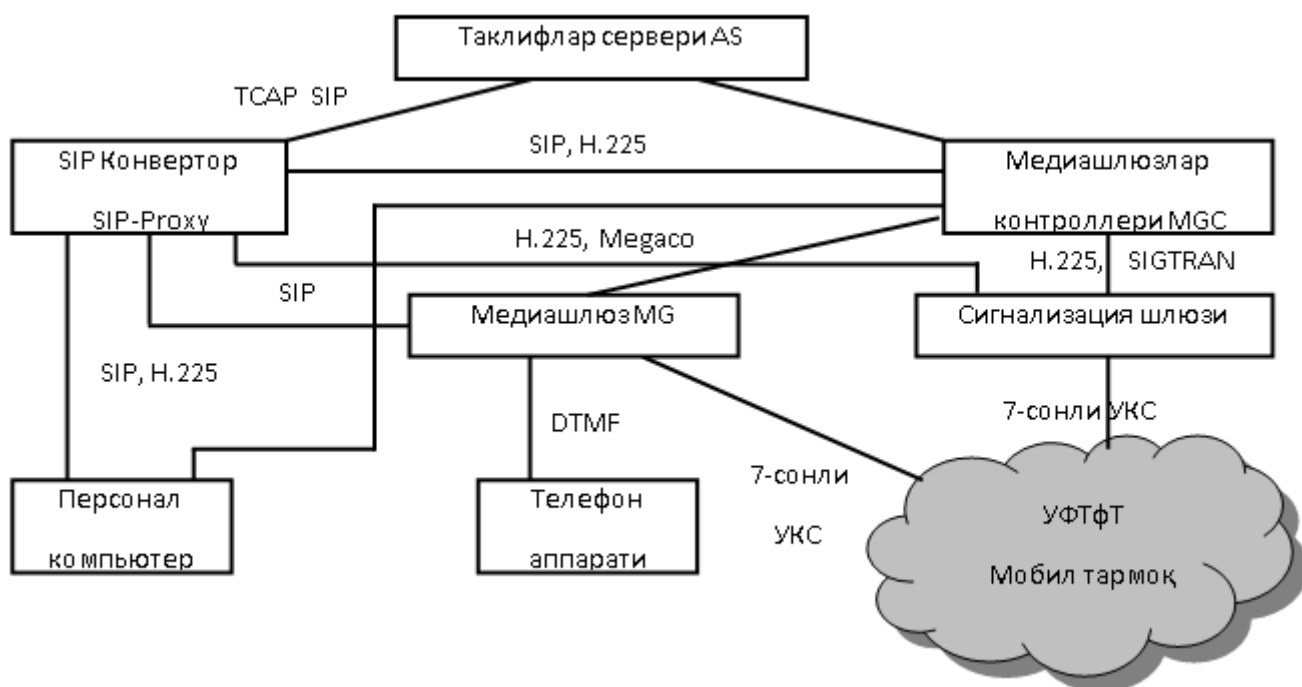 Таклифлар сервери AS
TCAP SIP
SIP Конвертор
SIP-Proxy
SIP, H.225
Медиашлюзлар
контроллери MGC
H.225, Megaco
H.225, SIGTRAN
SIP
Медиашлюз MG
Сигнализация шлюзи
SIP, H.225
DTMF
7-сонли УКС
Персонал
компьютер
Телефон
аппарати
7-сонли
УКС
УФТфТ
Мобил тармоқ